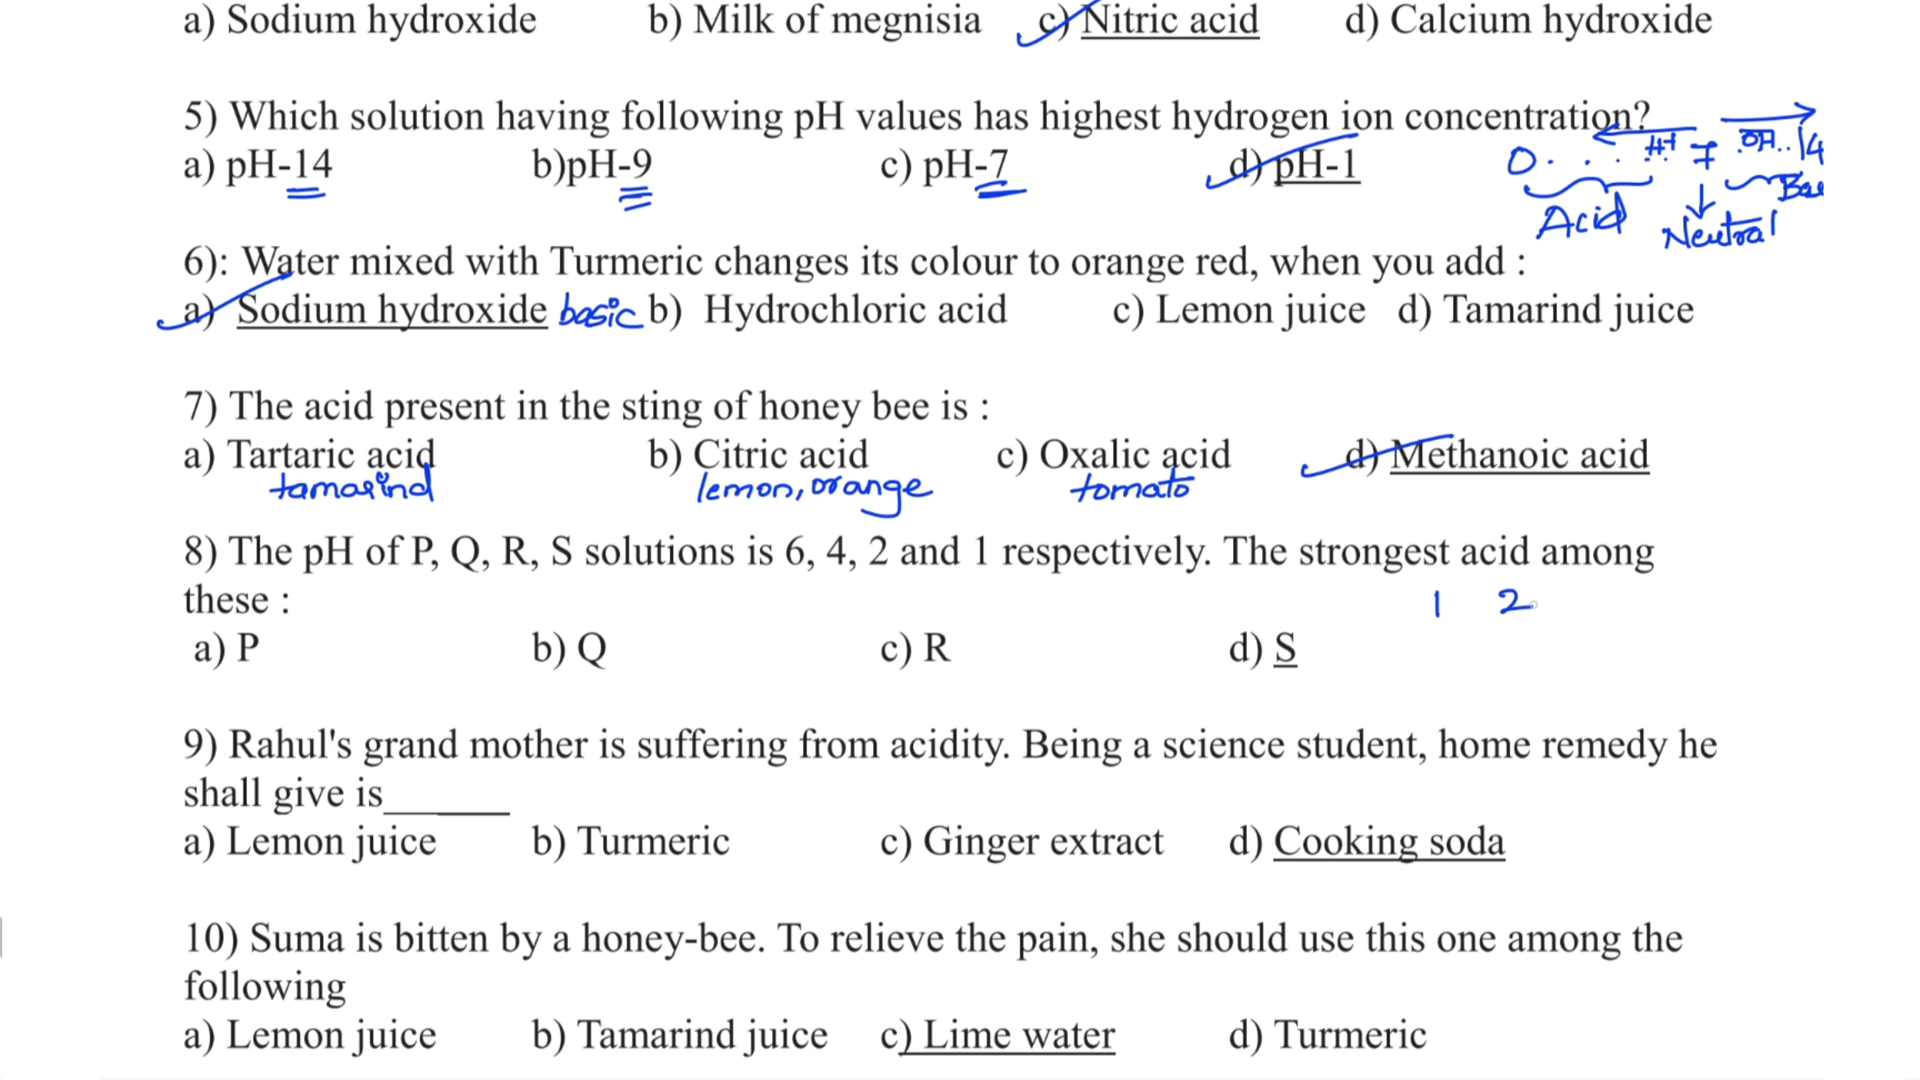 a) Sodium hydroxide b) Milk of megnisia c) Nitric acid d) Calcium hydroxide
5) Which solution having following pH values has highest hydrogen ion concentration?
a) pH-14 b)pH-9 c) pH-7 d) pH-1
0 . . . H+ 7 OH.. 14
Acid Neutral
6): Water mixed with Turmeric changes its colour to orange red, when you add :
a) Sodium hydroxide basic b) Hydrochloric acid c) Lemon juice d) Tamarind juice
7) The acid present in the sting of honey bee is :
a) Tartaric acid b) Citric acid c) Oxalic acid d) Methanoic acid
tamarind lemon, orange tomato
8) The pH of P, Q, R, S solutions is 6, 4, 2 and 1 respectively. The strongest acid among
these : 1 2
a) P b) Q c) R d) S
9) Rahul's grand mother is suffering from acidity. Being a science student, home remedy he
shall give is______
a) Lemon juice b) Turmeric c) Ginger extract d) Cooking soda
10) Suma is bitten by a honey-bee. To relieve the pain, she should use this one among the
following
a) Lemon juice b) Tamarind juice c) Lime water d) Turmeric